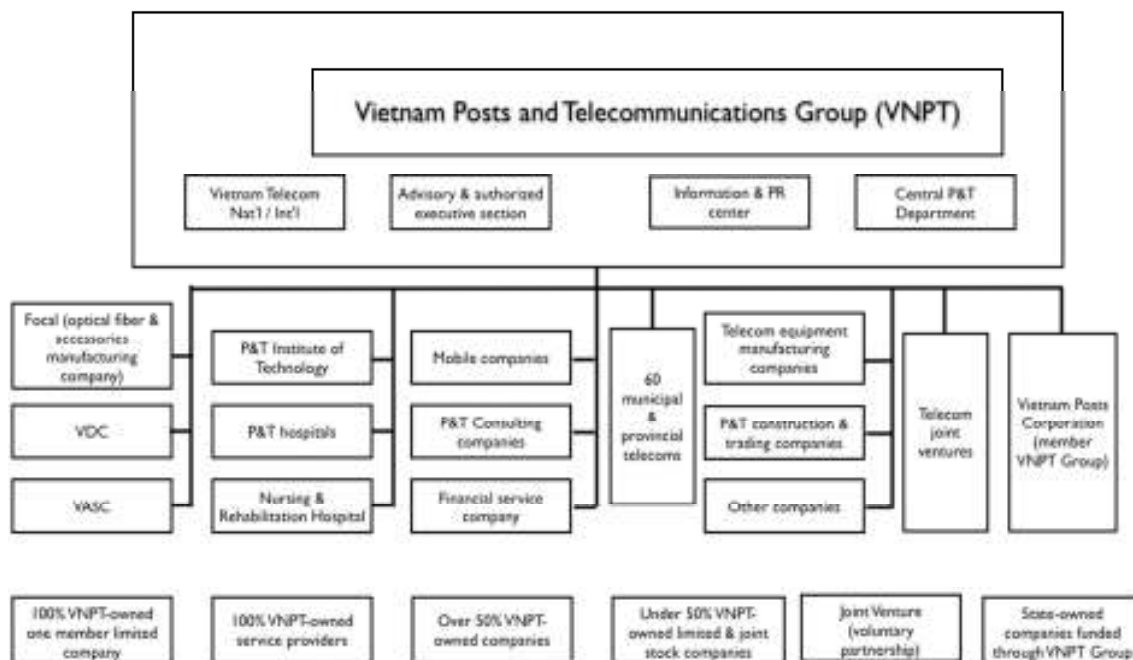 Vietnam Posts and Telecommunications Group (VNPT)
Vietnam Telecom
Nat'l / Int'l
Advisory & authorized
executive section
Information & PR
center
Central P&T
Department
Focal (optical fiber &
accessories
manufacturing
company)
VDC
VASC
P&T Institute of
Technology
P&T hospitals
Nursing &
Rehabilitation Hospital
Mobile companies
P&T Consulting
companies
Financial service
company
60
municipal
&
provincial
telecoms
Telecom equipment
manufacturing
companies
P&T construction &
trading companies
Other companies
Telecom
joint
ventures
Vietnam Posts
Corporation
(member
VNPT Group)
100% VNPT-owned
one member limited
company
100% VNPT-owned
service providers
Over 50% VNPT-
owned companies
Under 50% VNPT-
owned limited & joint
stock companies
Joint Venture
(voluntary
partnership)
State-owned
companies funded
through VNPT Group